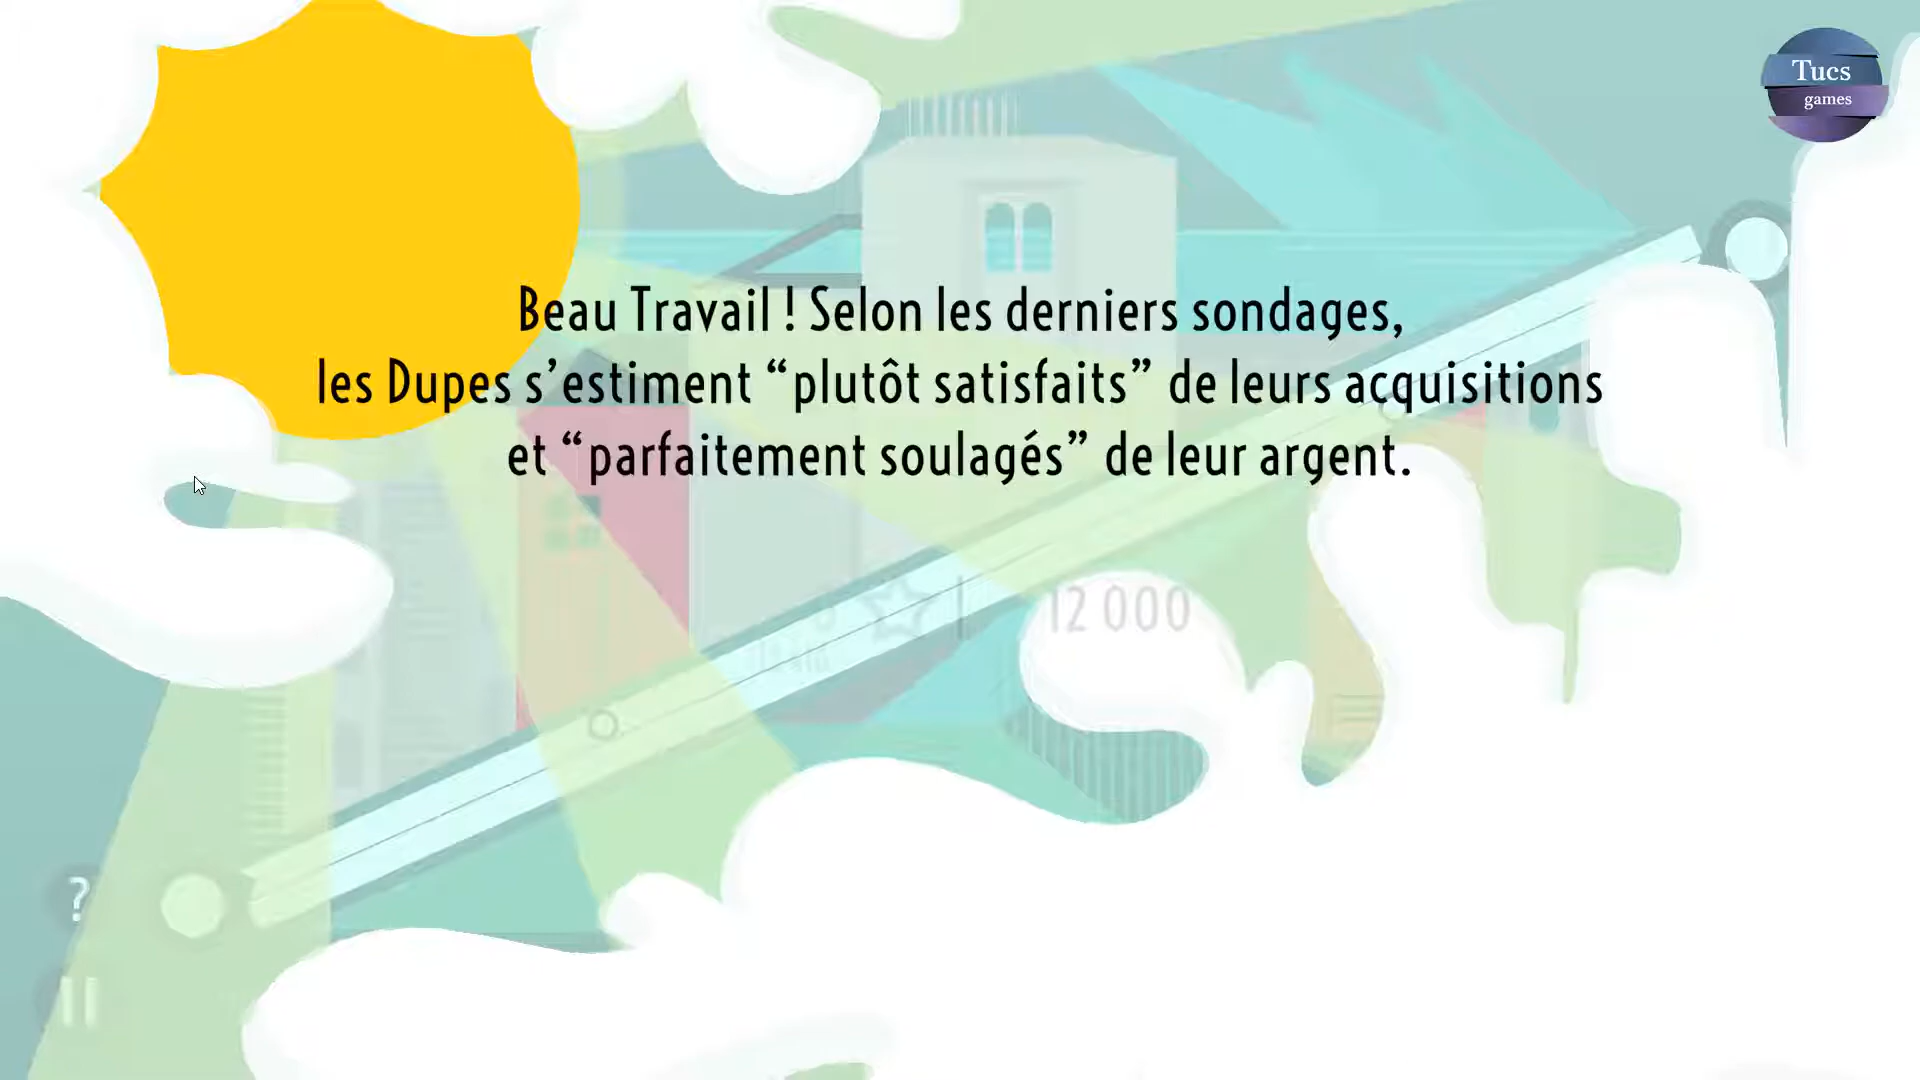 Tucs
games
Beau Travail ! Selon les derniers sondages,
les Dupes s’estiment “plutôt satisfaits” de leurs acquisitions
et “parfaitement soulagés” de leur argent.
12 000
?